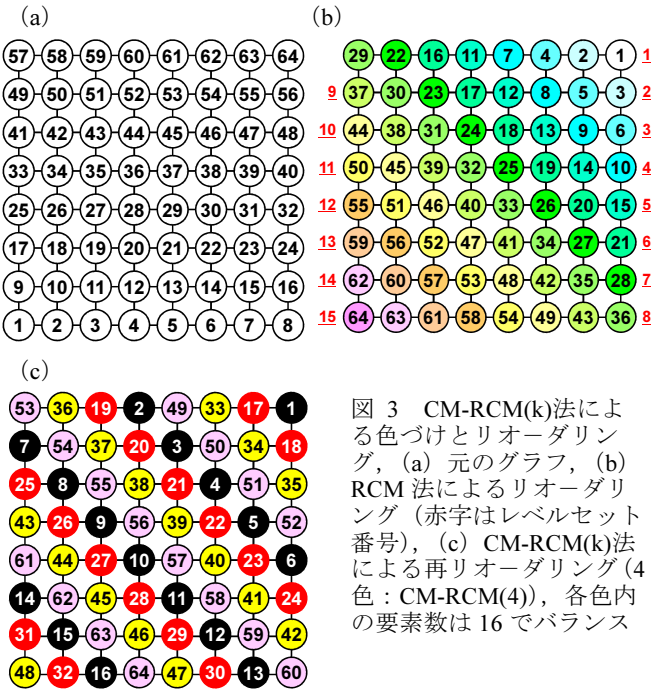 (a)
57 58 59 60 61 62 63 64
49 50 51 52 53 54 55 56
41 42 43 44 45 46 47 48
33 34 35 36 37 38 39 40
25 26 27 28 29 30 31 32
17 18 19 20 21 22 23 24
9 10 11 12 13 14 15 16
1 2 3 4 5 6 7 8
(b)
29 22 16 11 7 4 2 1 1
9 37 30 23 17 12 8 5 3 2
10 44 38 31 24 18 13 9 6 3
11 50 45 39 32 25 19 14 10 4
12 55 51 46 40 33 26 20 15 5
13 59 56 52 47 41 34 27 21 6
14 62 60 57 53 48 42 35 28 7
15 64 63 61 58 54 49 43 36 8
(c)
53 36 19 2 49 33 17 1
7 54 37 20 3 50 34 18
25 8 55 38 21 4 51 35
43 26 9 56 39 22 5 52
61 44 27 10 57 40 23 6
14 62 45 28 11 58 41 24
31 15 63 46 29 12 59 42
48 32 16 64 47 30 13 60
図 3 CM-RCM(k)法によ
る色づけとリオーダリン
グ,(a)元のグラフ,(b)
RCM 法によるリオーダリ
ング(赤字はレベルセット
番号),(c)CM-RCM(k)法
による再リオーダリング(4
色:CM-RCM(4)),各色内
の要素数は 16 でバランス